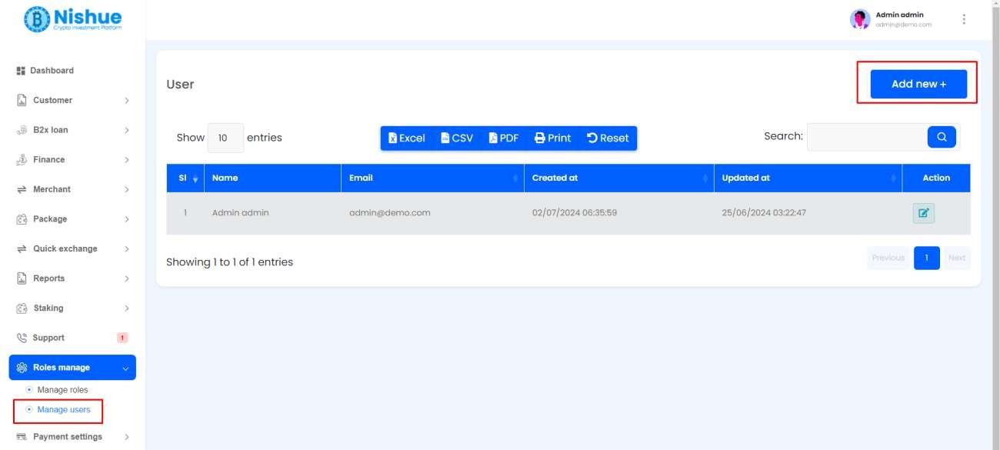 Nishue
Crypto Investment Platform
Admin admin
admin@demo.com
Dashboard
Customer
B2x loan
Finance
Merchant
Package
Quick exchange
Reports
Staking
Support 1
Roles manage
Manage roles
Manage users
Payment settings
User
Add new +
Show 10 entries
Excel CSV PDF Print Reset
Search:
Sl Name Email Created at Updated at Action
1 Admin admin admin@demo.com 02/07/2024 06:35:59 25/06/2024 03:22:47
Showing 1 to 1 of 1 entries
Previous 1 Next